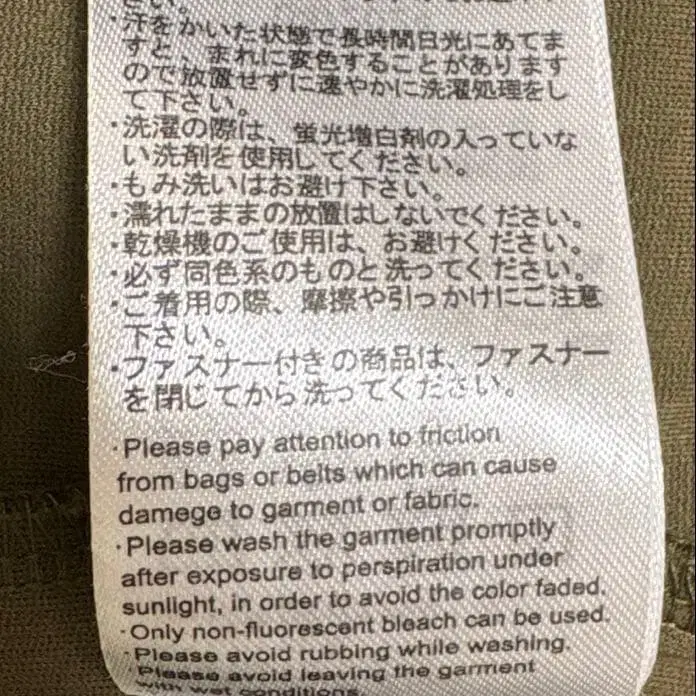 さい。
・汗をかいた状態で長時間日光にあてま
すと、まれに変色することがあります
ので放置せずに速やかに洗濯処理をし
て下さい。
・洗濯の際は、蛍光増白剤の入っていな
い洗剤を使用してください。
・もみ洗いはお避け下さい。
・濡れたままの放置はしないでください。
・乾燥機のご使用は、お避けください。
・必ず同色系のものと洗ってください。
・ご着用の際、摩擦や引っかけにご注意
下さい。
・ファスナー付きの商品は、ファスナー
を閉じてから洗ってください。
·Please pay attention to friction
from bags or belts which can cause
damege to garment or fabric.
·Please wash the garment promptly
after exposure to perspiration under
sunlight, in order to avoid the color faded.
·Only non-fluorescent bleach can be used.
·Please avoid rubbing while washing.
·Please avoid leaving the garment
with wet conditions.